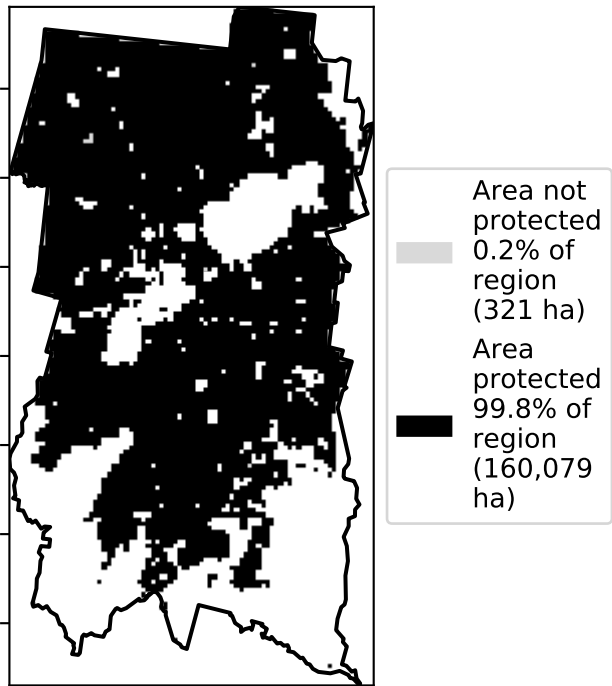 Area not
protected
0.2% of
region
(321 ha)
Area
protected
99.8% of
region
(160,079
ha)